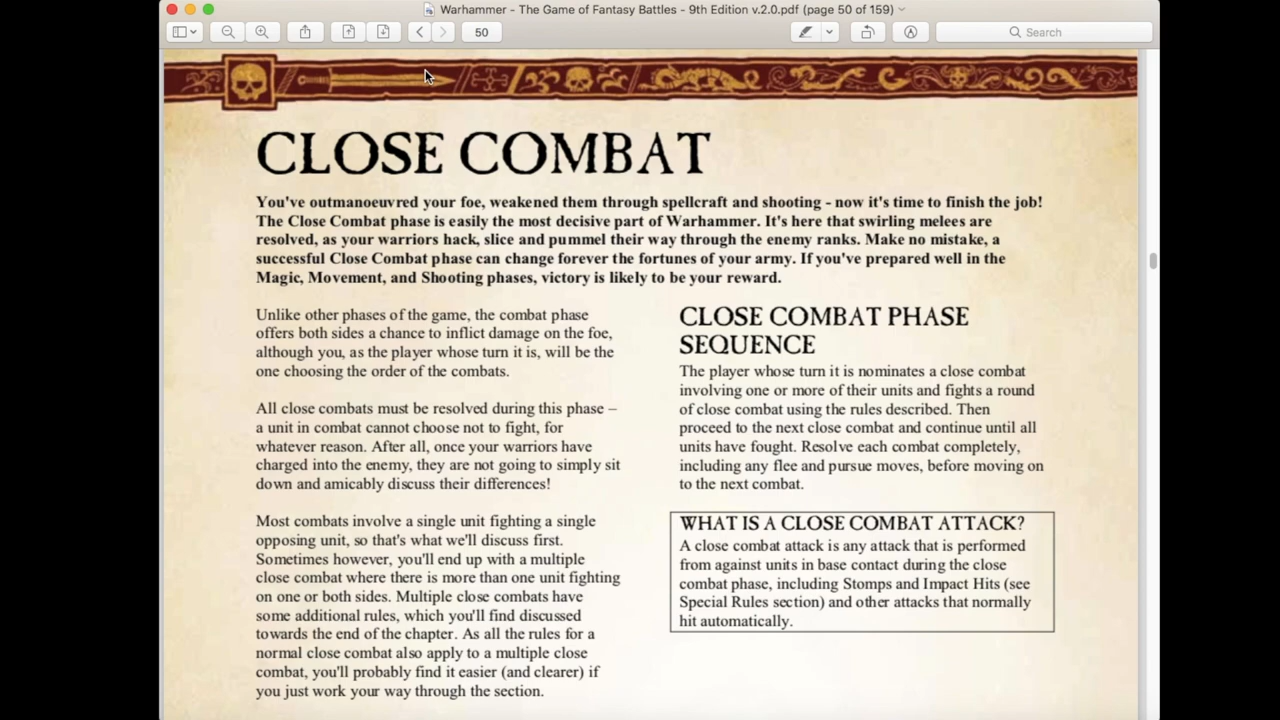 Warhammer - The Game of Fantasy Battles - 9th Edition v.2.0.pdf (page 50 of 159)
50
Search
CLOSE COMBAT
You've outmanoeuvred your foe, weakened them through spellcraft and shooting - now it's time to finish the job!
The Close Combat phase is easily the most decisive part of Warhammer. It's here that swirling melees are
resolved, as your warriors hack, slice and pummel their way through the enemy ranks. Make no mistake, a
successful Close Combat phase can change forever the fortunes of your army. If you've prepared well in the
Magic, Movement, and Shooting phases, victory is likely to be your reward.
Unlike other phases of the game, the combat phase
offers both sides a chance to inflict damage on the foe,
although you, as the player whose turn it is, will be the
one choosing the order of the combats.
All close combats must be resolved during this phase –
a unit in combat cannot choose not to fight, for
whatever reason. After all, once your warriors have
charged into the enemy, they are not going to simply sit
down and amicably discuss their differences!
Most combats involve a single unit fighting a single
opposing unit, so that's what we'll discuss first.
Sometimes however, you'll end up with a multiple
close combat where there is more than one unit fighting
on one or both sides. Multiple close combats have
some additional rules, which you'll find discussed
towards the end of the chapter. As all the rules for a
normal close combat also apply to a multiple close
combat, you'll probably find it easier (and clearer) if
you just work your way through the section.
CLOSE COMBAT PHASE
SEQUENCE
The player whose turn it is nominates a close combat
involving one or more of their units and fights a round
of close combat using the rules described. Then
proceed to the next close combat and continue until all
units have fought. Resolve each combat completely,
including any flee and pursue moves, before moving on
to the next combat.
WHAT IS A CLOSE COMBAT ATTACK?
A close combat attack is any attack that is performed
from against units in base contact during the close
combat phase, including Stomps and Impact Hits (see
Special Rules section) and other attacks that normally
hit automatically.